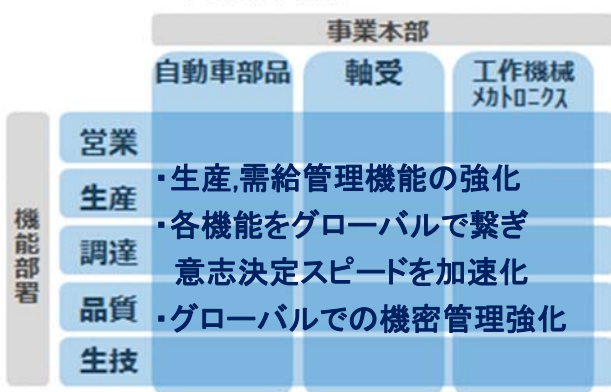 事業本部
自動車部品 軸受 工作機械
メカトロニクス
機能部署
営業
生産
調達
品質
生技
・生産,需給管理機能の強化
・各機能をグローバルで繋ぎ
意志決定スピードを加速化
・グローバルでの機密管理強化